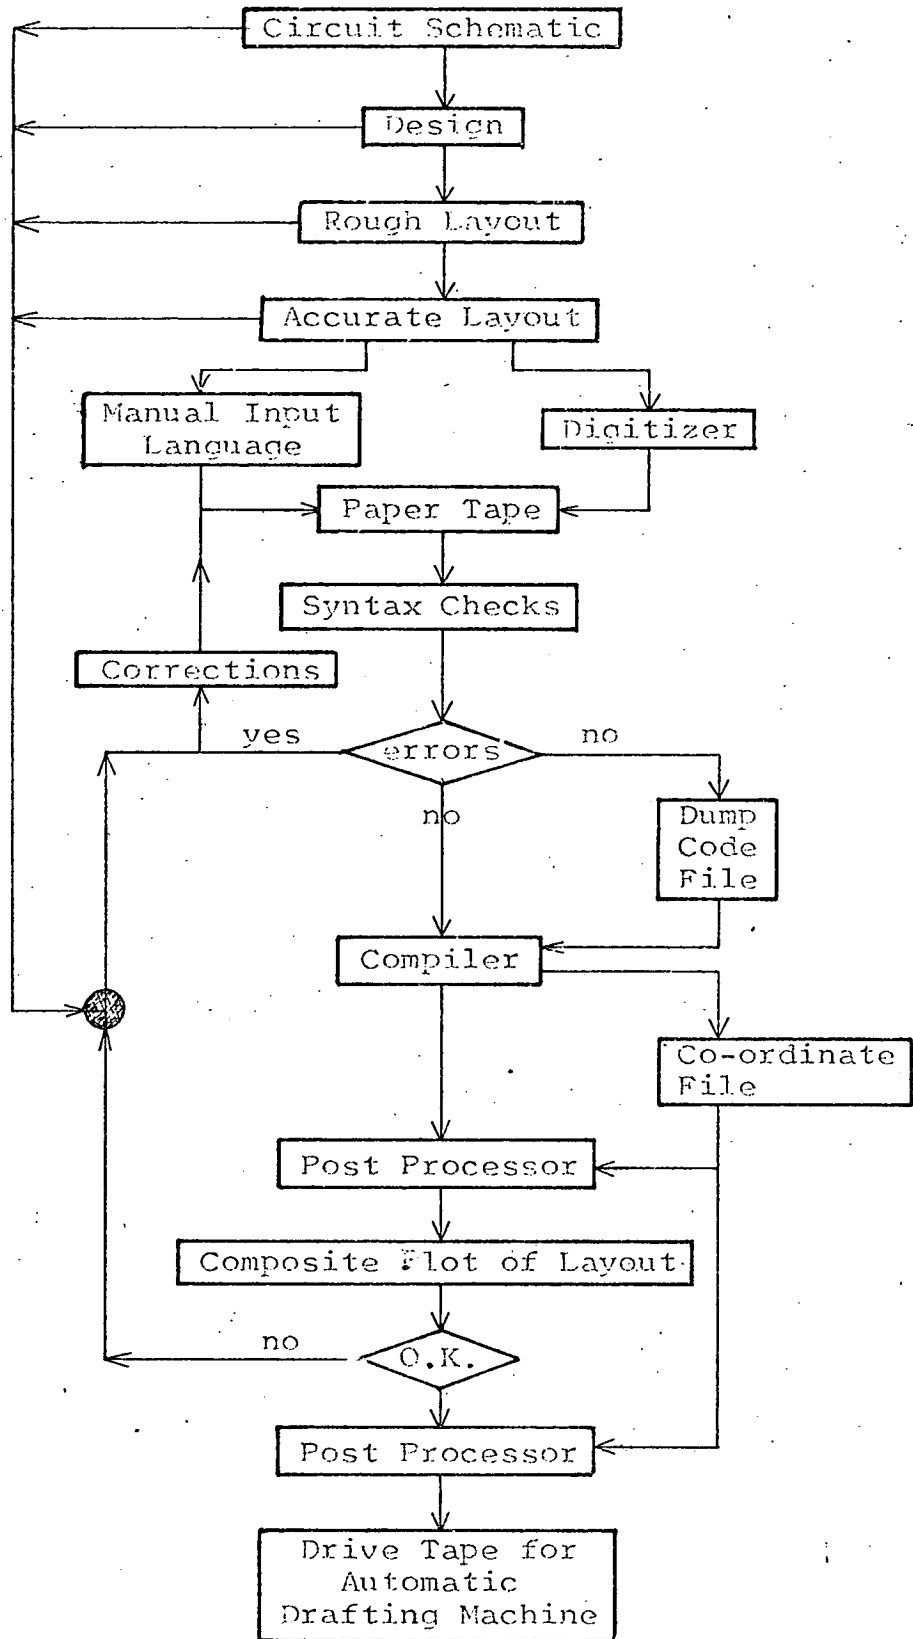 Circuit Schematic
Design
Rough Layout
Accurate Layout
Manual Input
Language
Digitizer
Paper Tape
Syntax Checks
Corrections
yes
errors
no
no
Dump
Code
File
Compiler
Co-ordinate
File
Post Processor
Composite Plot of Layout
no
O.K.
Post Processor
Drive Tape for
Automatic
Drafting Machine